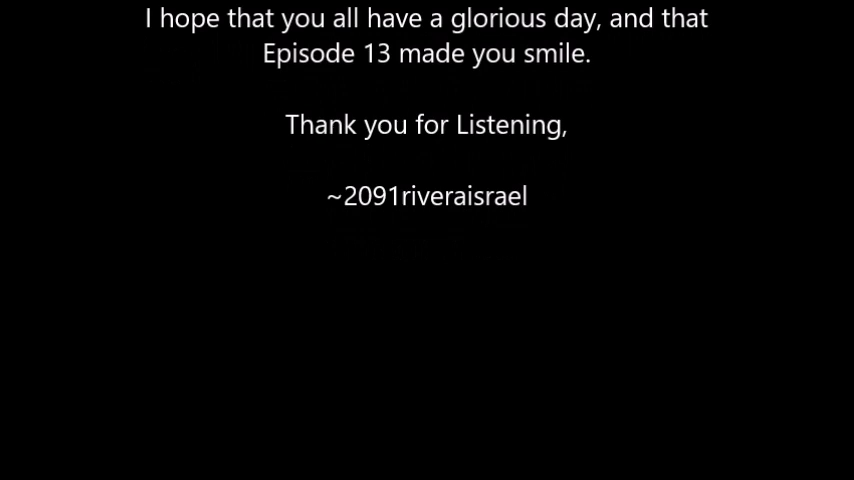 I hope that you all have a glorious day, and that
Episode 13 made you smile.
Thank you for Listening,
~2091riveraisrael